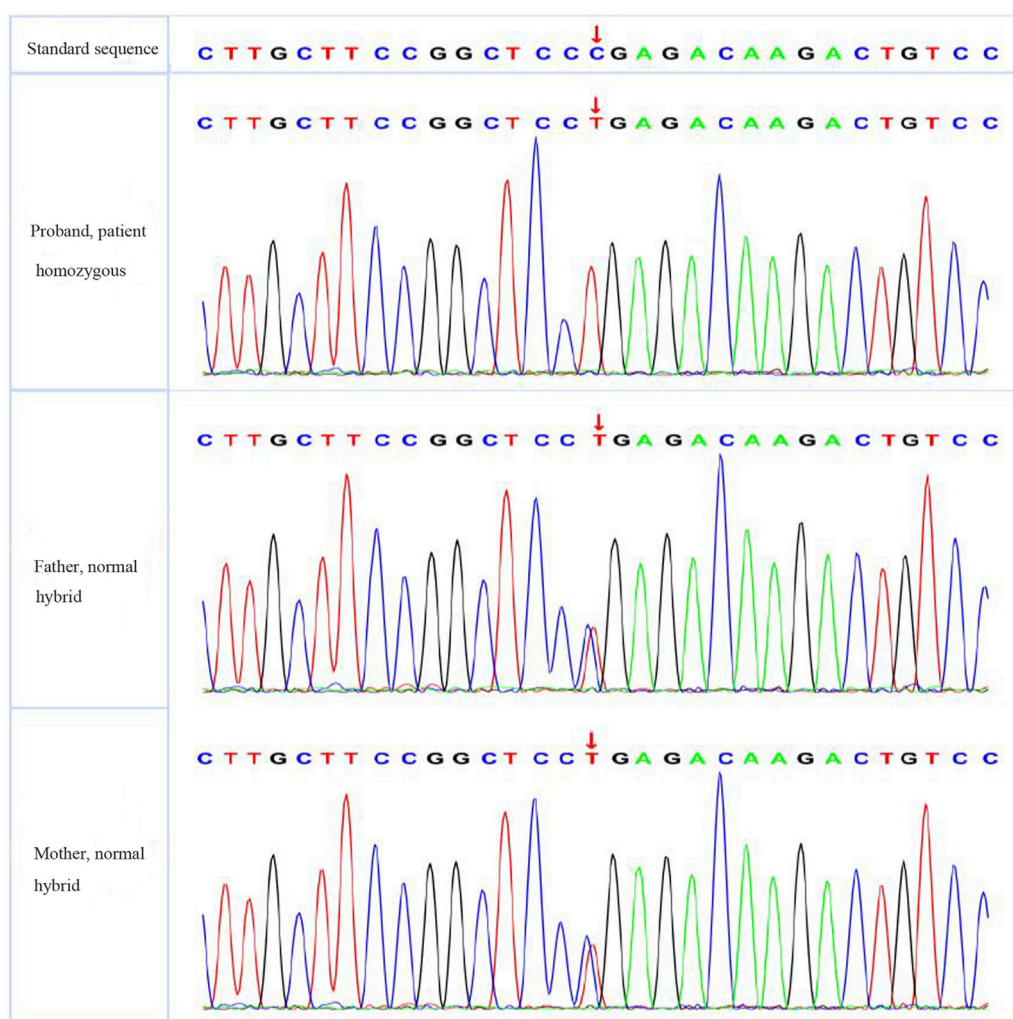 Standard sequence
C T T G C T T C C G G C T C C C G A G A C A A G A C T G T C C
C T T G C T T C C G G C T C C T G A G A C A A G A C T G T C C
Proband, patient
homozygous
C T T G C T T C C G G C T C C T G A G A C A A G A C T G T C C
Father, normal
hybrid
C T T G C T T C C G G C T C C T G A G A C A A G A C T G T C C
Mother, normal
hybrid